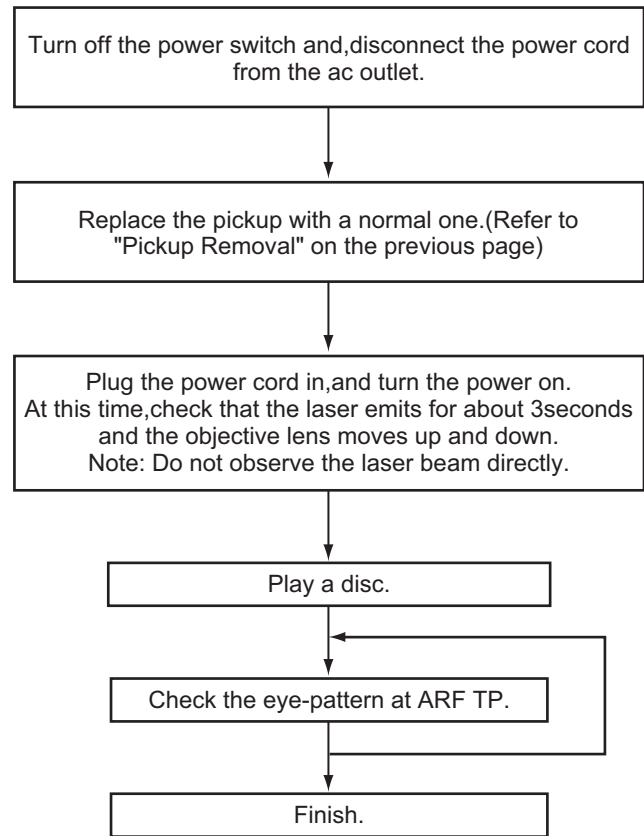 Turn off the power switch and,disconnect the power cord
from the ac outlet.
Replace the pickup with a normal one.(Refer to
"Pickup Removal" on the previous page)
Plug the power cord in,and turn the power on.
At this time,check that the laser emits for about 3seconds
and the objective lens moves up and down.
Note: Do not observe the laser beam directly.
Play a disc.
Check the eye-pattern at ARF TP.
Finish.